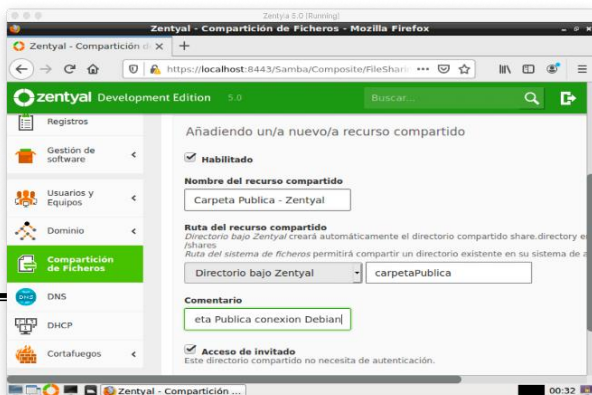 Zentyla 5.0 [Running]
Zentyal - Compartición de Ficheros - Mozilla Firefox
Zentyal - Compartición d
https://localhost:8443/Samba/Composite/FileShari
zentyal Development Edition 5.0
Buscar...
Registros
Gestión de
software
Usuarios y
Equipos
Dominio
Compartición
de Ficheros
DNS
DHCP
Cortafuegos
Añadiendo un/a nuevo/a recurso compartido
Habilitado
Nombre del recurso compartido
Carpeta Publica - Zentyal
Ruta del recurso compartido
Directorio bajo Zentyal creará automáticamente el directorio compartido share.directory e
/shares
Ruta del sistema de ficheros permitirá compartir un directorio existente en su sistema de a
Directorio bajo Zentyal
carpetaPublica
Comentario
eta Publica conexion Debian
Acceso de invitado
Este directorio compartido no necesita de autenticación.
Zentyal - Compartición ...
00:32